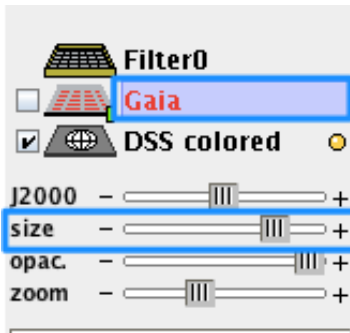 Filter0
Gaia
DSS colored
J2000 - +
size - +
opac. - +
zoom - +